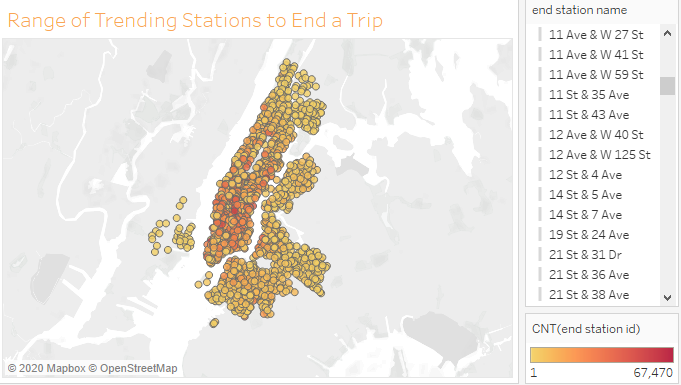 Range of Trending Stations to End a Trip
© 2020 Mapbox © OpenStreetMap
end station name
11 Ave & W 27 St
11 Ave & W 41 St
11 Ave & W 59 St
11 St & 35 Ave
11 St & 43 Ave
12 Ave & W 40 St
12 Ave & W 125 St
12 St & 4 Ave
14 St & 5 Ave
14 St & 7 Ave
19 St & 24 Ave
21 St & 31 Dr
21 St & 36 Ave
21 St & 38 Ave
CNT(end station id)
1 67,470